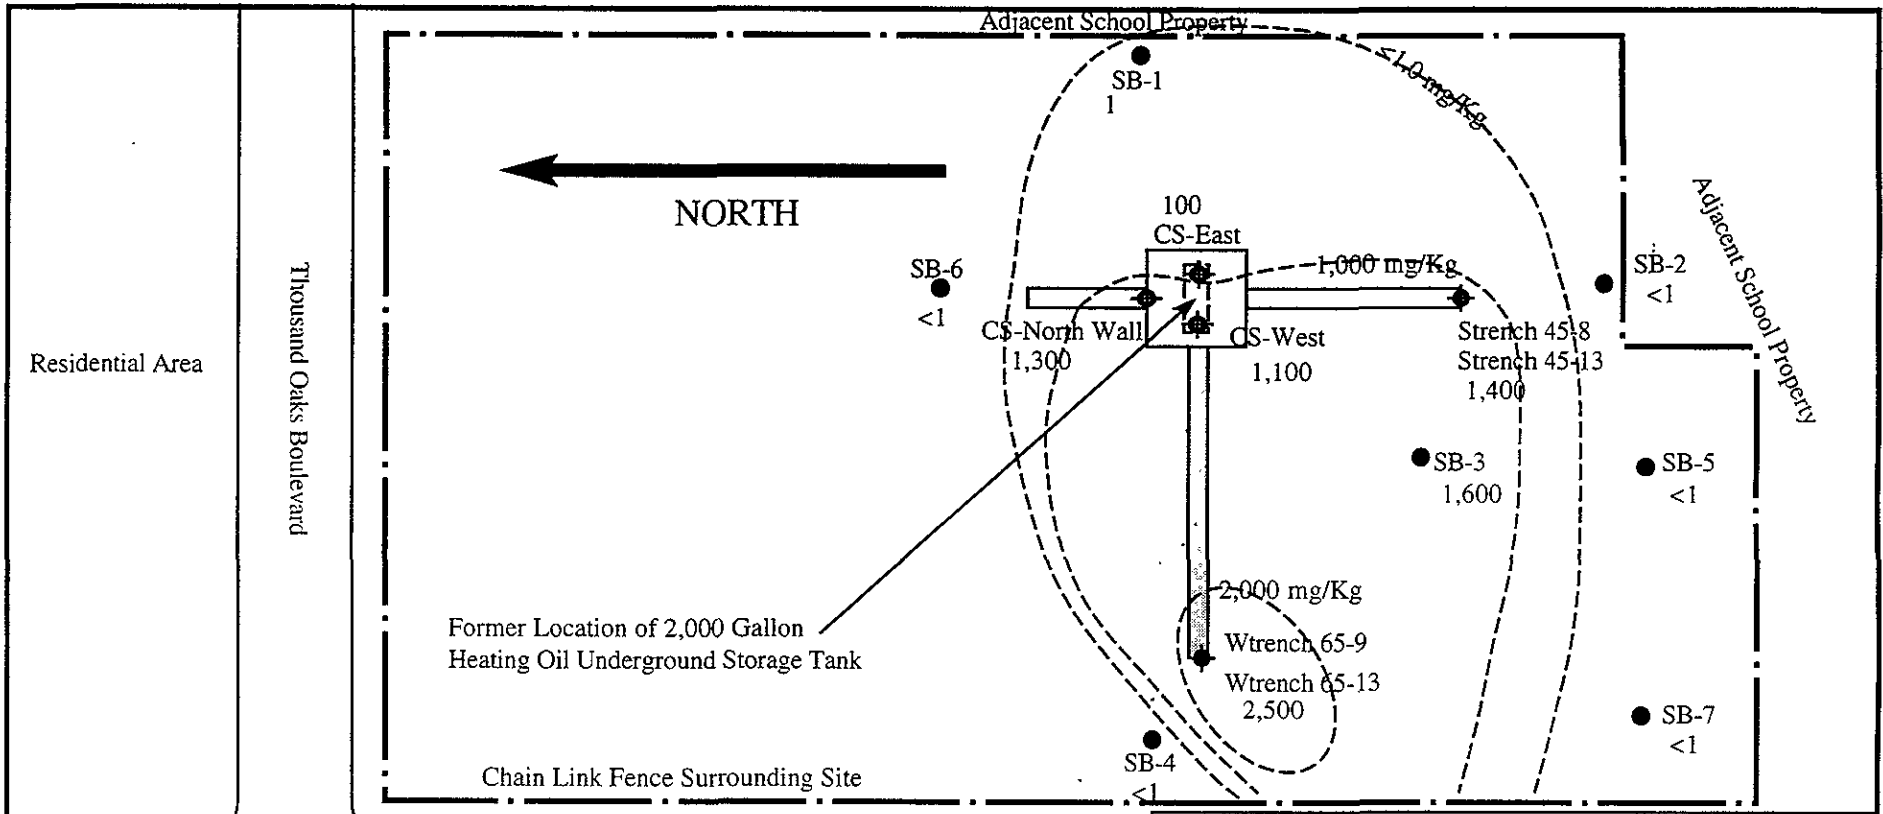 Adjacent School Property
SB-1
1
<1.0 mg/Kg
NORTH
100
CS-East
1,000 mg/Kg
SB-6
<1
SB-2
<1
Adjacent School Property
Thousand Oaks Boulevard
Residential Area
CS-North Wall
1,300
CS-West
1,100
Strench 45-8
Strench 45-13
1,400
SB-3
1,600
SB-5
<1
2,000 mg/Kg
Former Location of 2,000 Gallon
Heating Oil Underground Storage Tank
Wtrench 65-9
Wtrench 65-13
2,500
SB-7
<1
SB-4
<1
Chain Link Fence Surrounding Site